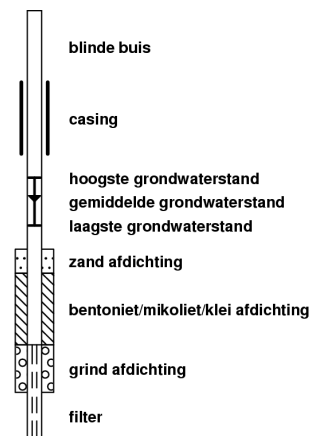 blinde buis
casing
hoogste grondwaterstand
gemiddelde grondwaterstand
laagste grondwaterstand
zand afdichting
bentoniet/mikoliet/klei afdichting
grind afdichting
filter